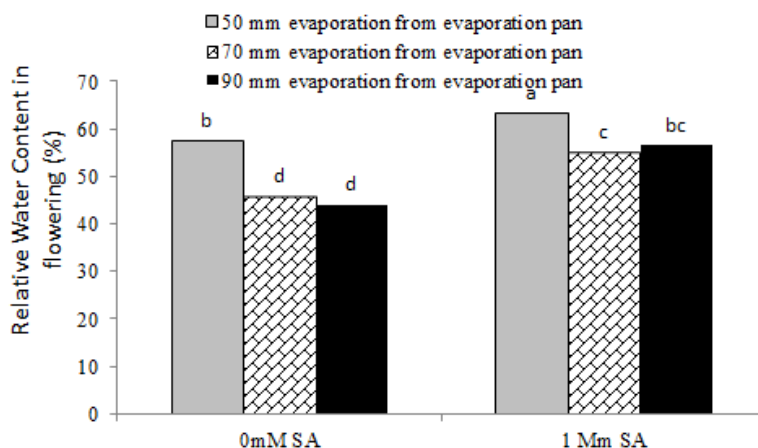 50 mm evaporation from evaporation pan
70 mm evaporation from evaporation pan
90 mm evaporation from evaporation pan
Relative Water Content in
flowering (%)
70
60
50
40
30
20
10
0
b
d
d
a
c
bc
0mM SA
1 Mm SA